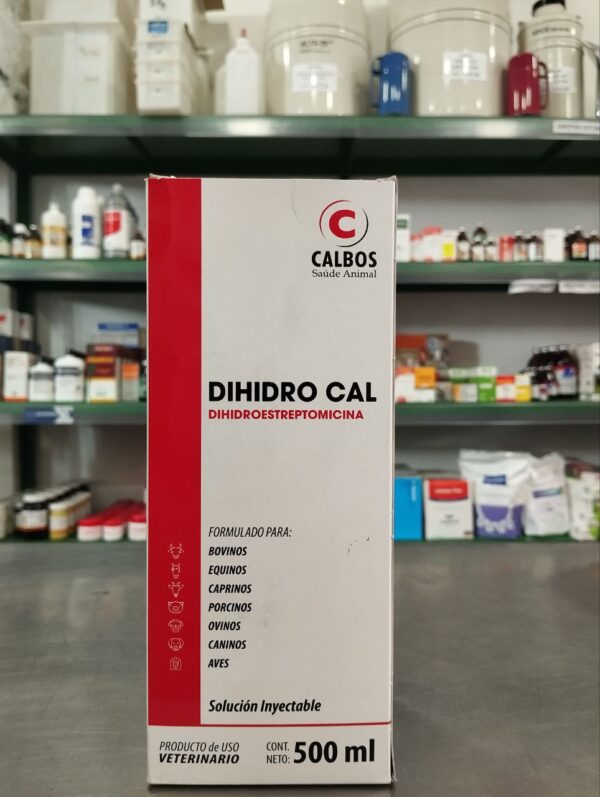 C
CALBOS
Saúde Animal
DIHIDRO CAL
DIHIDROESTREPTOMICINA
FORMULADO PARA:
BOVINOS
EQUINOS
CAPRINOS
PORCINOS
OVINOS
CANINOS
AVES
Solución Inyectable
PRODUCTO de USO
VETERINARIO
CONT.
NETO: 500 ml